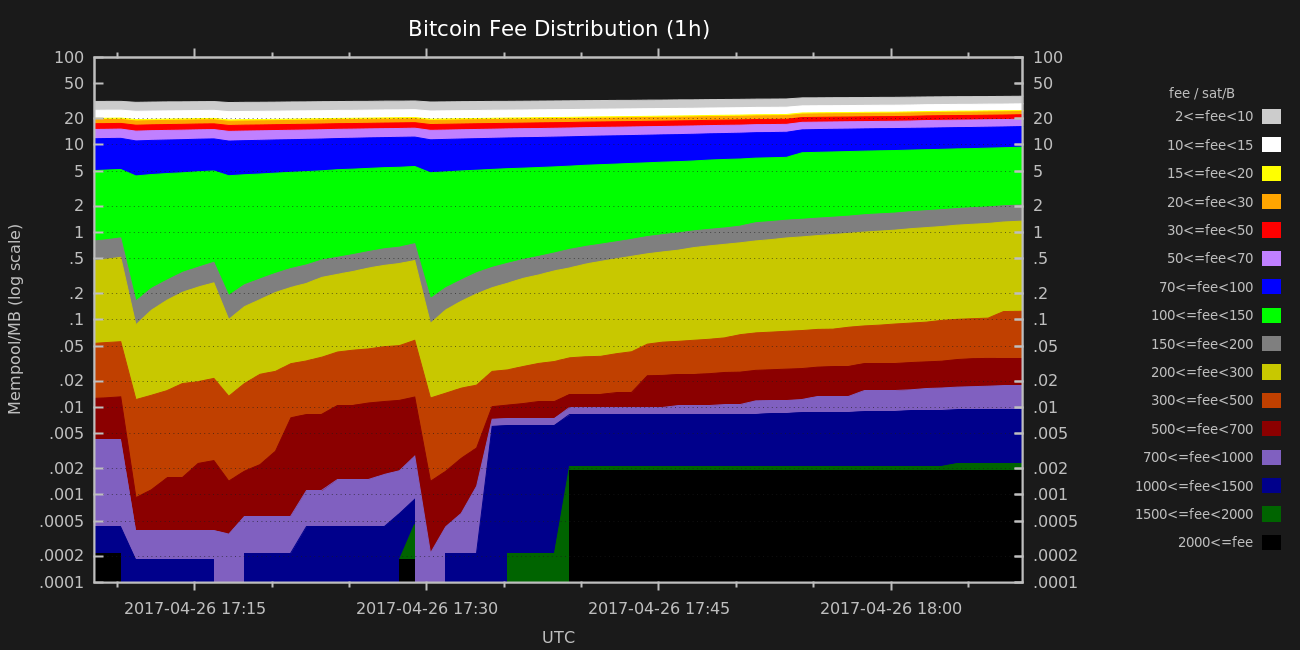 Bitcoin Fee Distribution (1h)
Mempool/MB (log scale)
100
50
20
10
5
2
1
.5
.2
.1
.05
.02
.01
.005
.002
.001
.0005
.0002
.0001
100
50
20
10
5
2
1
.5
.2
.1
.05
.02
.01
.005
.002
.001
.0005
.0002
.0001
fee / sat/B
2<=fee<10
10<=fee<15
15<=fee<20
20<=fee<30
30<=fee<50
50<=fee<70
70<=fee<100
100<=fee<150
150<=fee<200
200<=fee<300
300<=fee<500
500<=fee<700
700<=fee<1000
1000<=fee<1500
1500<=fee<2000
2000<=fee
2017-04-26 17:15 2017-04-26 17:30 2017-04-26 17:45 2017-04-26 18:00
UTC